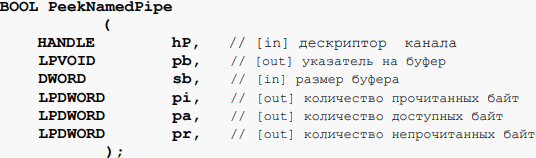 BOOL PeekNamedPipe
(
HANDLE hP, // [in] дескриптор канала
LPVOID pb, // [out] указатель на буфер
DWORD sb, // [in] размер буфера
LPDWORD pi, // [out] количество прочитанных байт
LPDWORD pa, // [out] количество доступных байт
LPDWORD pr, // [out] количество непрочитанных байт
);